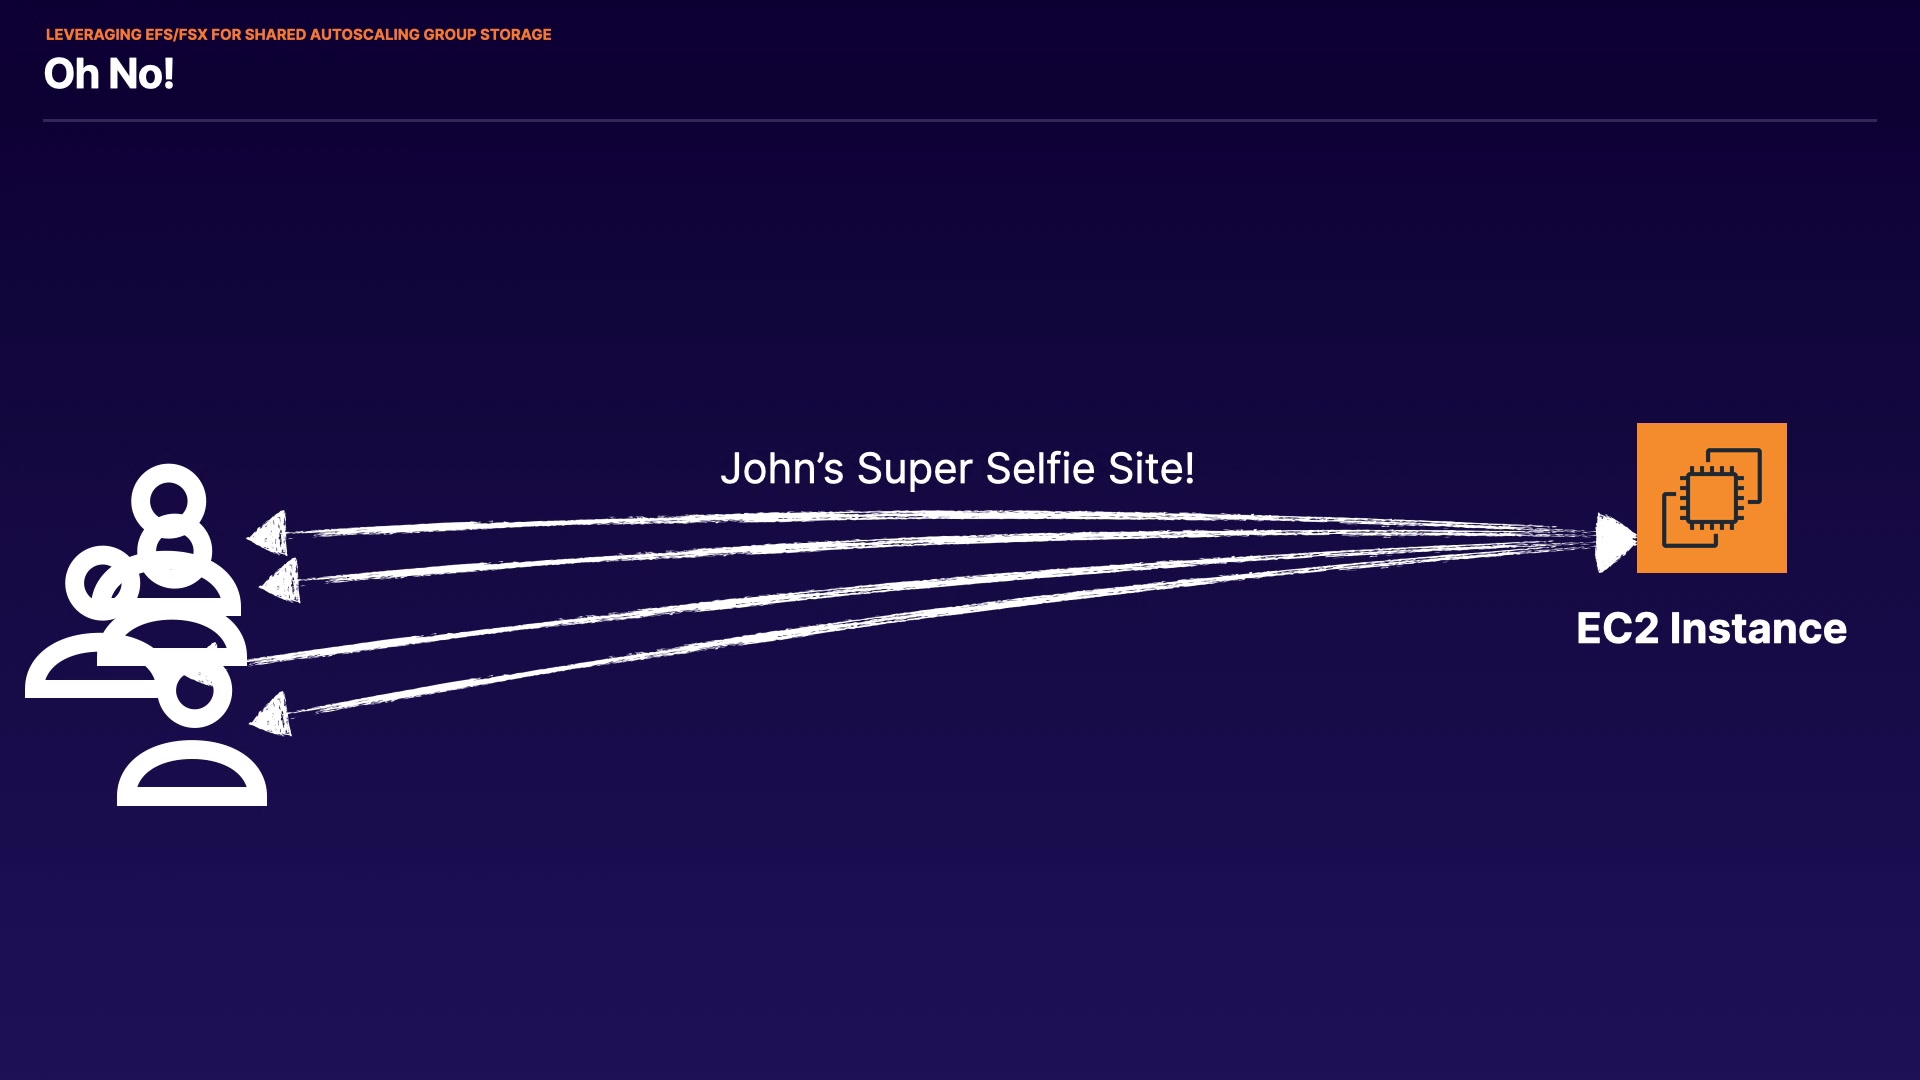 LEVERAGING EFS/FSX FOR SHARED AUTOSCALING GROUP STORAGE
Oh No!
John’s Super Selfie Site!
EC2 Instance